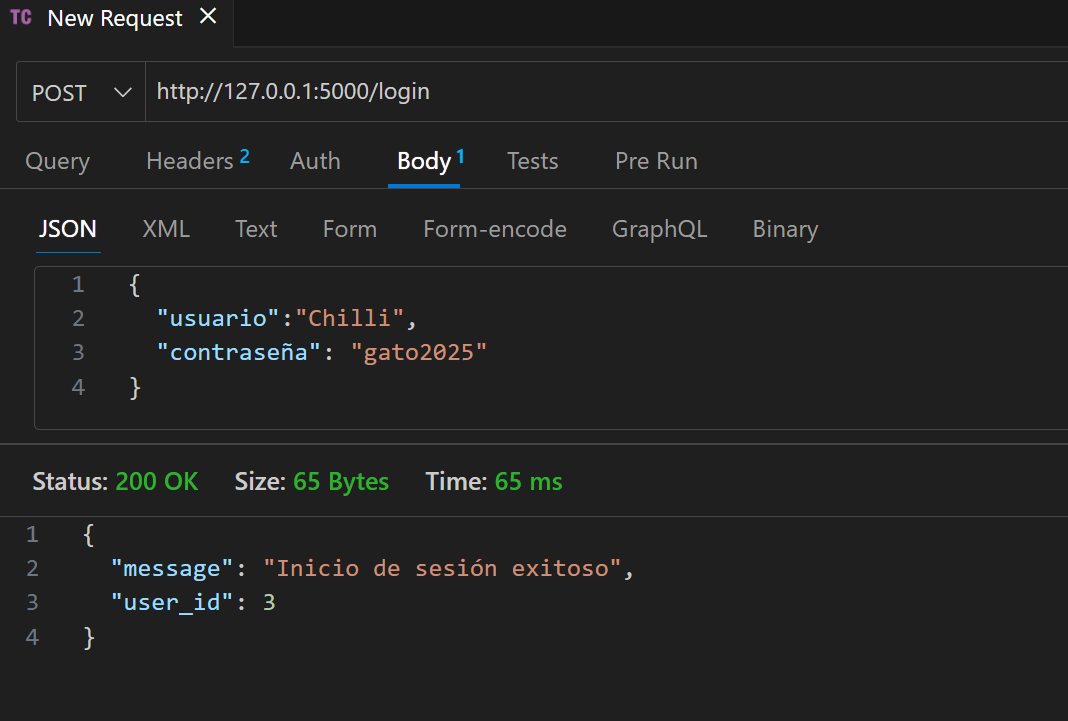 TC New Request ×
POST http://127.0.0.1:5000/login
Query Headers 2 Auth Body 1 Tests Pre Run
JSON XML Text Form Form-encode GraphQL Binary
1 {
2 "usuario":"Chilli",
3 "contraseña": "gato2025"
4 }
Status: 200 OK Size: 65 Bytes Time: 65 ms
1 {
2 "message": "Inicio de sesión exitoso",
3 "user_id": 3
4 }